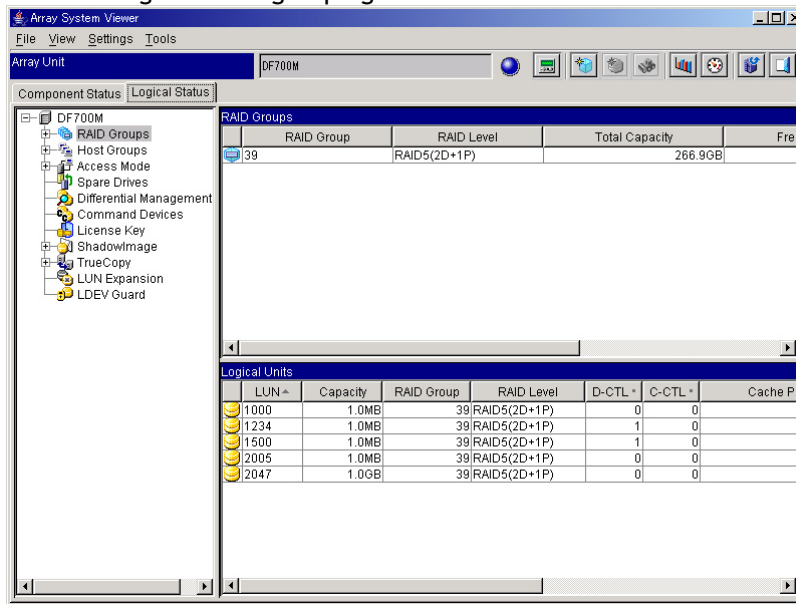 Array System Viewer
File View Settings Tools
Array Unit
DF700M
Component Status Logical Status
DF700M
RAID Groups
Host Groups
Access Mode
Spare Drives
Differential Management
Command Devices
License Key
ShadowImage
TrueCopy
LUN Expansion
LDEV Guard
RAID Groups
RAID Group RAID Level Total Capacity Fre
39 RAID5(2D+1P) 266.9GB
Logical Units
LUN Capacity RAID Group RAID Level D-CTL * C-CTL * Cache P
1000 1.0MB 39 RAID5(2D+1P) 0 0
1234 1.0MB 39 RAID5(2D+1P) 1 0
1500 1.0MB 39 RAID5(2D+1P) 1 0
2005 1.0MB 39 RAID5(2D+1P) 0 0
2047 1.0GB 39 RAID5(2D+1P) 0 0